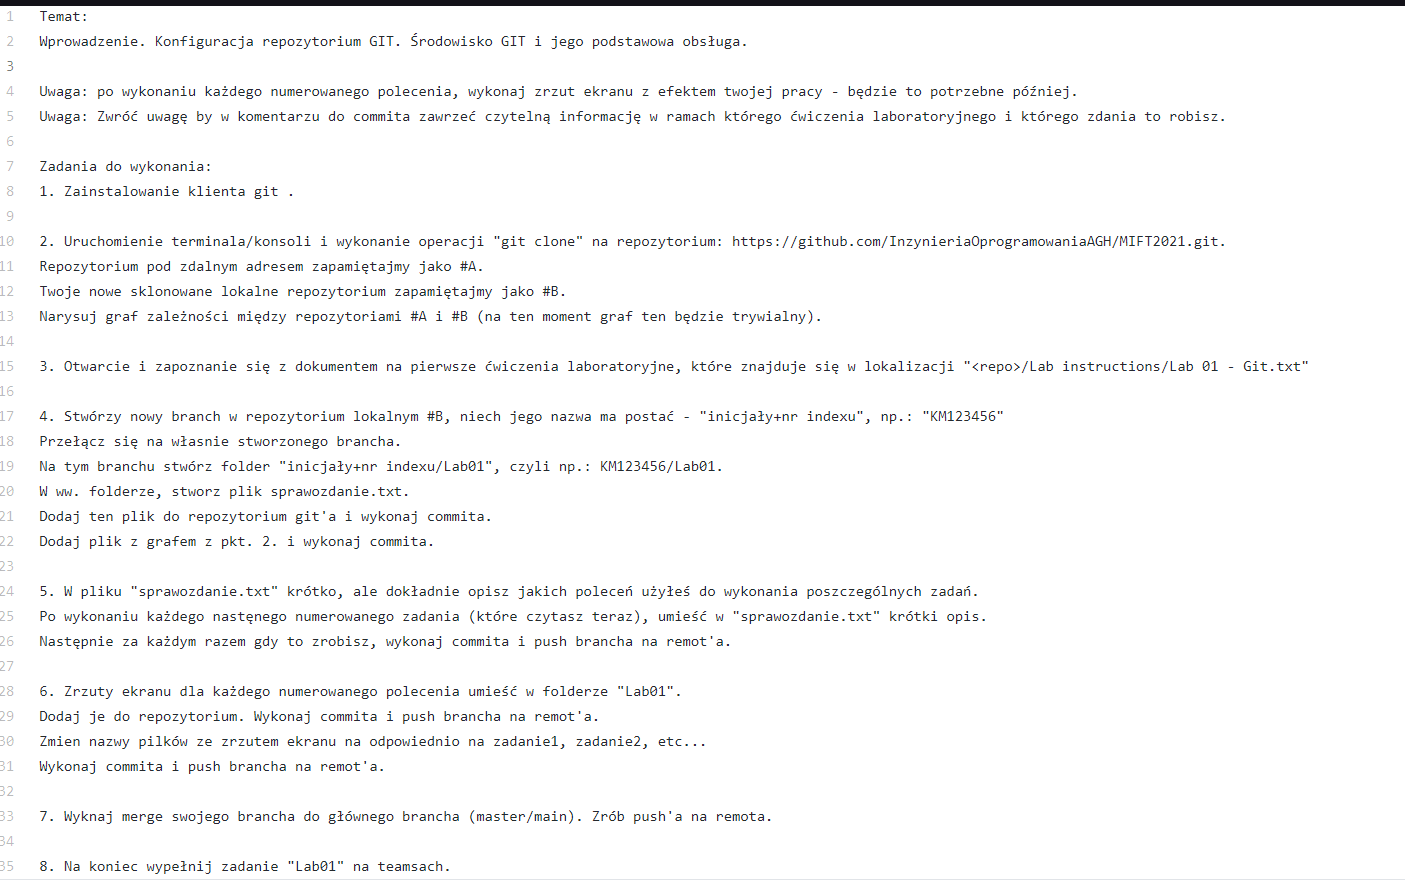 1 Temat:
2 Wprowadzenie. Konfiguracja repozytorium GIT. Środowisko GIT i jego podstawowa obsługa.
3
4 Uwaga: po wykonaniu każdego numerowanego polecenia, wykonaj zrzut ekranu z efektem twojej pracy - będzie to potrzebne później.
5 Uwaga: Zwróć uwagę by w komentarzu do commita zawrzeć czytelną informację w ramach którego ćwiczenia laboratoryjnego i którego zdania to robisz.
6
7 Zadania do wykonania:
8 1. Zainstalowanie klienta git .
9
10 2. Uruchomienie terminala/konsoli i wykonanie operacji "git clone" na repozytorium: https://github.com/InzynieriaOprogramowaniaAGH/MIFT2021.git.
11 Repozytorium pod zdalnym adresem zapamiętajmy jako #A.
12 Twoje nowe sklonowane lokalne repozytorium zapamiętajmy jako #B.
13 Narysuj graf zależności między repozytoriami #A i #B (na ten moment graf ten będzie trywialny).
14
15 3. Otwarcie i zapoznanie się z dokumentem na pierwsze ćwiczenia laboratoryjne, które znajduje się w lokalizacji "<repo>/Lab instructions/Lab 01 - Git.txt"
16
17 4. Stwórzy nowy branch w repozytorium lokalnym #B, niech jego nazwa ma postać - "inicjały+nr indexu", np.: "KM123456"
18 Przełącz się na własnie stworzonego brancha.
19 Na tym branchu stwórz folder "inicjały+nr indexu/Lab01", czyli np.: KM123456/Lab01.
20 W ww. folderze, stworz plik sprawozdanie.txt.
21 Dodaj ten plik do repozytorium git'a i wykonaj commita.
22 Dodaj plik z grafem z pkt. 2. i wykonaj commita.
23
24 5. W pliku "sprawozdanie.txt" krótko, ale dokładnie opisz jakich poleceń użyłeś do wykonania poszczególnych zadań.
25 Po wykonaniu każdego nastęnego numerowanego zadania (które czytasz teraz), umieść w "sprawozdanie.txt" krótki opis.
26 Następnie za każdym razem gdy to zrobisz, wykonaj commita i push brancha na remot'a.
27
28 6. Zrzuty ekranu dla każdego numerowanego polecenia umieść w folderze "Lab01".
29 Dodaj je do repozytorium. Wykonaj commita i push brancha na remot'a.
30 Zmien nazwy pilków ze zrzutem ekranu na odpowiednio na zadanie1, zadanie2, etc...
31 Wykonaj commita i push brancha na remot'a.
32
33 7. Wyknaj merge swojego brancha do głównego brancha (master/main). Zrób push'a na remota.
34
35 8. Na koniec wypełnij zadanie "Lab01" na teamsach.